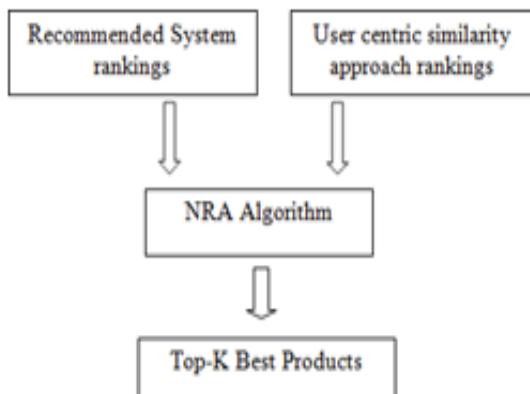 Recommended System
rankings
User centric similarity
approach rankings
NRA Algorithm
Top-K Best Products